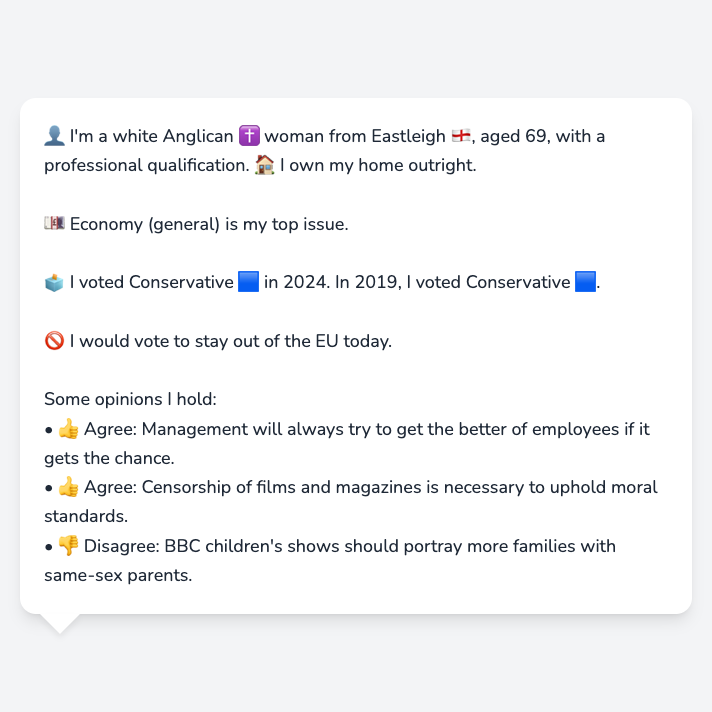 👤 I'm a white Anglican ✝️ woman from Eastleigh 🏴󠁧󠁢󠁥󠁮󠁧󠁿, aged 69, with a
professional qualification. 🏠 I own my home outright.
💷 Economy (general) is my top issue.
🗳️ I voted Conservative 🟦 in 2024. In 2019, I voted Conservative 🟦.
🚫 I would vote to stay out of the EU today.
Some opinions I hold:
• 👍 Agree: Management will always try to get the better of employees if it
gets the chance.
• 👍 Agree: Censorship of films and magazines is necessary to uphold moral
standards.
• 👎 Disagree: BBC children's shows should portray more families with
same-sex parents.